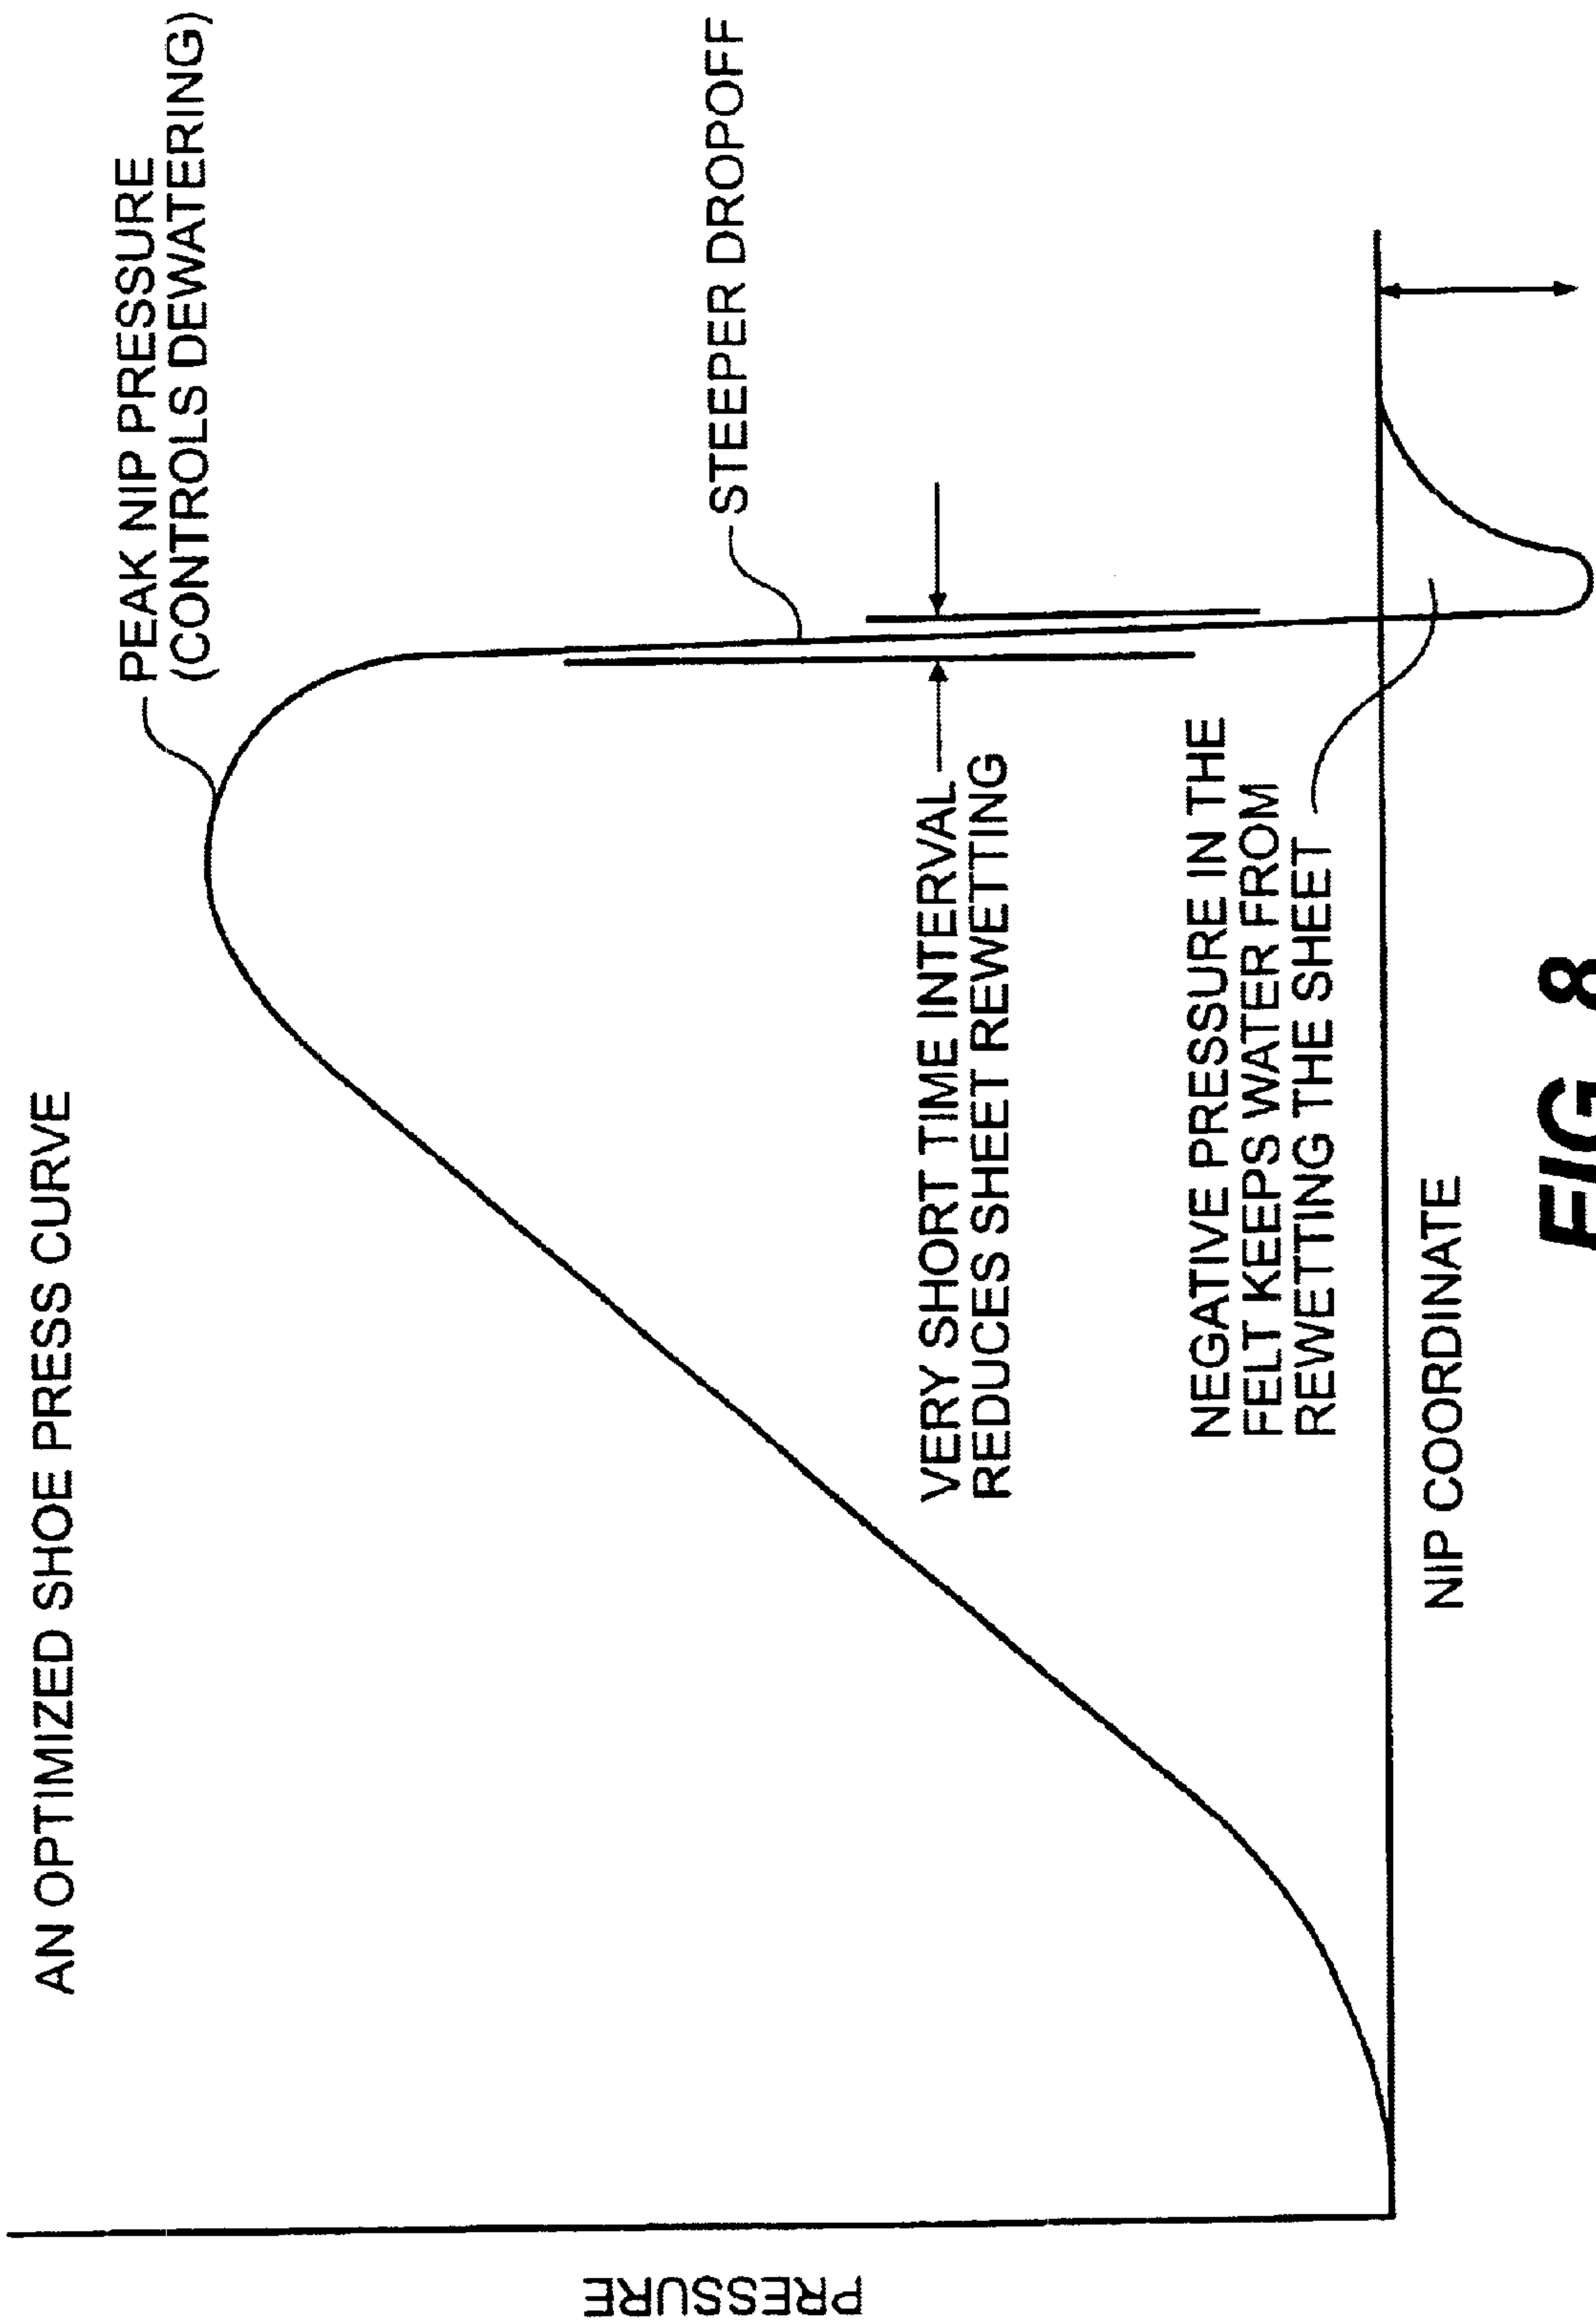 AN OPTIMIZED SHOE PRESS CURVE
PEAK NIP PRESSURE
(CONTROLS DEWATERING)
STEEPER DROPOFF
VERY SHORT TIME INTERVAL
REDUCES SHEET REWETTING
NEGATIVE PRESSURE IN THE
FELT KEEPS WATER FROM
REWETTING THE SHEET
PRESSURE
NIP COORDINATE
FIG. 8